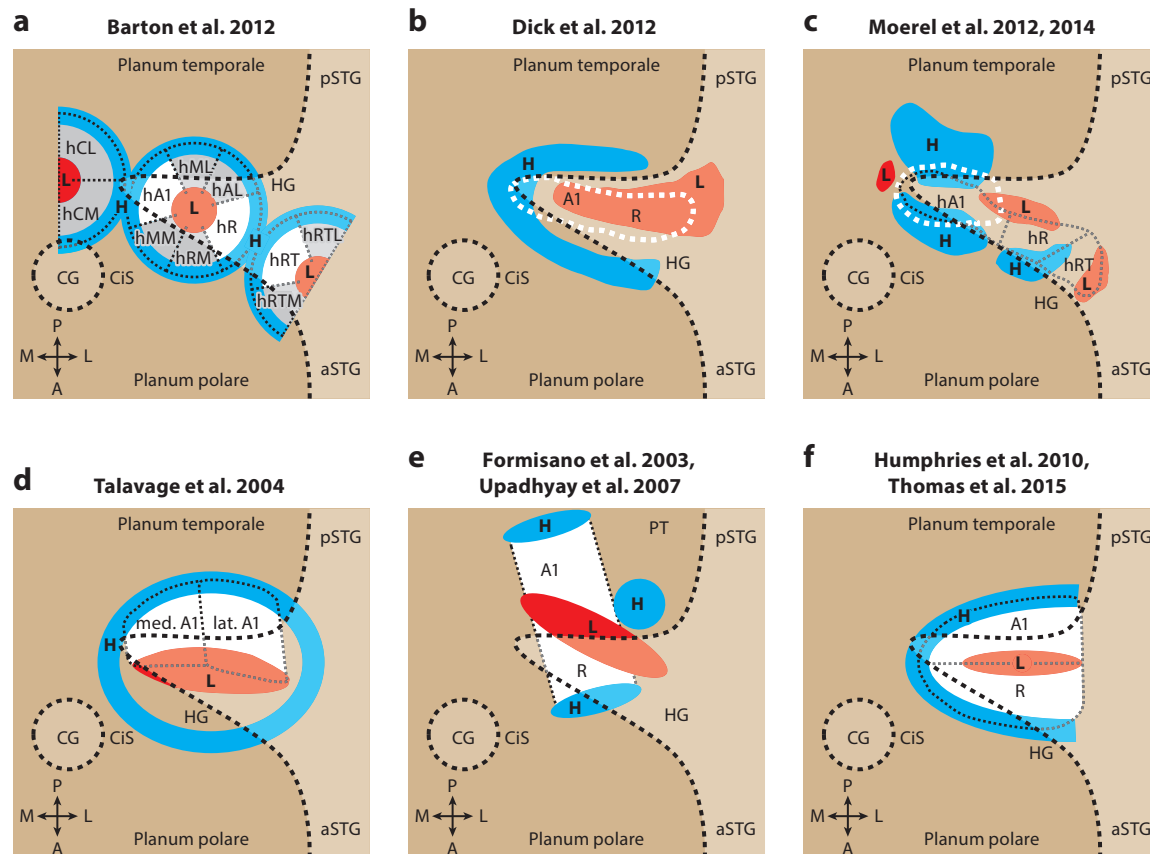 a
Barton et al. 2012
Planum temporale
pSTG
hCL
L
hCM
H
hML
hAL
HG
hA1
L
hR
hMM
hRM
H
hRTL
hRT
L
hRTM
CG
CiS
P
M
L
A
Planum polare
aSTG
b
Dick et al. 2012
Planum temporale
pSTG
H
L
A1
R
HG
CG
CiS
P
M
L
A
Planum polare
aSTG
c
Moerel et al. 2012, 2014
Planum temporale
pSTG
H
L
hA1
L
hR
H
H
hRT
L
HG
CG
CiS
P
M
L
A
Planum polare
aSTG
d
Talavage et al. 2004
Planum temporale
pSTG
med. A1
lat. A1
H
L
HG
CG
CiS
P
M
L
A
Planum polare
aSTG
e
Formisano et al. 2003,
Upadhyay et al. 2007
H
PT
pSTG
A1
H
L
R
H
HG
CG
CiS
P
M
L
A
Planum polare
aSTG
f
Humphries et al. 2010,
Thomas et al. 2015
Planum temporale
pSTG
H
A1
L
R
HG
CG
CiS
P
M
L
A
Planum polare
aSTG